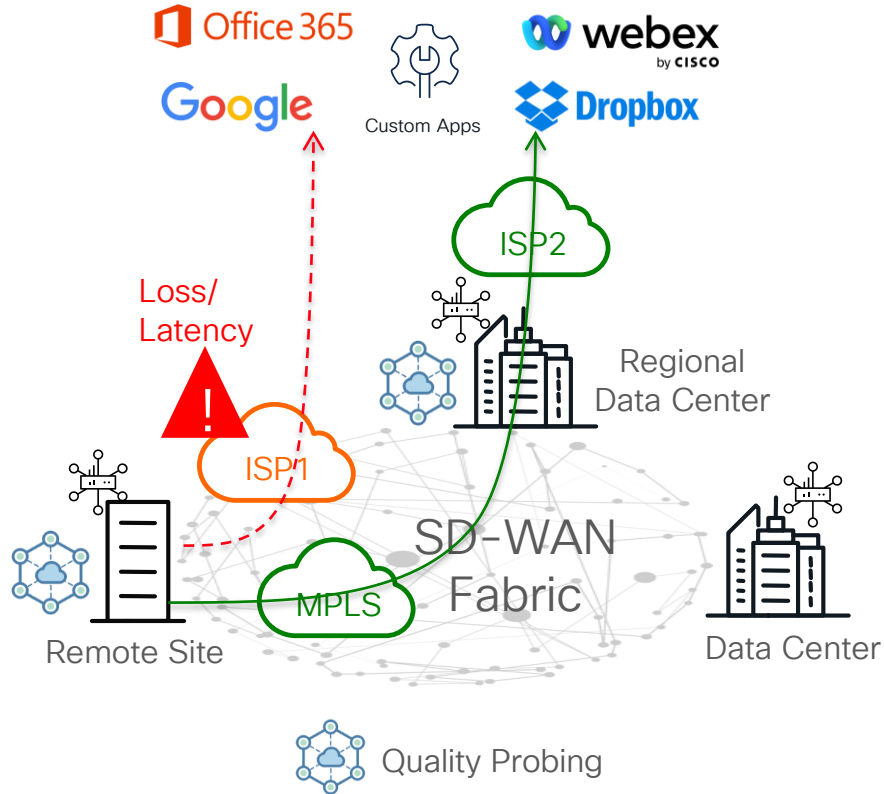 Office 365
webex
by CISCO
Google
Dropbox
Custom Apps
ISP2
Loss/
Latency
!
Regional
Data Center
ISP1
SD-WAN
Fabric
MPLS
Remote Site
Data Center
Quality Probing